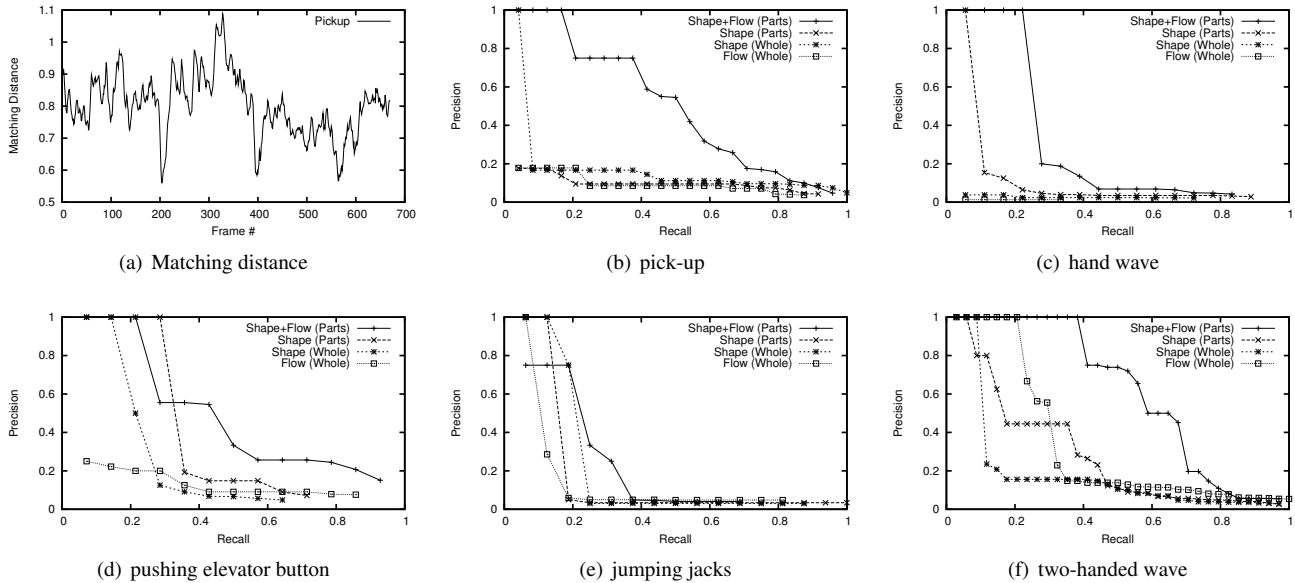 1.1
1
0.9
0.8
0.7
0.6
0.5
Matching Distance
0 100 200 300 400 500 600 700
Frame #
Pickup
(a) Matching distance
1
0.8
0.6
0.4
0.2
0
Precision
0 0.2 0.4 0.6 0.8 1
Recall
Shape+Flow (Parts)
Shape (Parts)
Shape (Whole)
Flow (Whole)
(b) pick-up
1
0.8
0.6
0.4
0.2
0
Precision
0 0.2 0.4 0.6 0.8 1
Recall
Shape+Flow (Parts)
Shape (Parts)
Shape (Whole)
Flow (Whole)
(c) hand wave
1
0.8
0.6
0.4
0.2
0
Precision
0 0.2 0.4 0.6 0.8 1
Recall
Shape+Flow (Parts)
Shape (Parts)
Shape (Whole)
Flow (Whole)
(d) pushing elevator button
1
0.8
0.6
0.4
0.2
0
Precision
0 0.2 0.4 0.6 0.8 1
Recall
Shape+Flow (Parts)
Shape (Parts)
Shape (Whole)
Flow (Whole)
(e) jumping jacks
1
0.8
0.6
0.4
0.2
0
Precision
0 0.2 0.4 0.6 0.8 1
Recall
Shape+Flow (Parts)
Shape (Parts)
Shape (Whole)
Flow (Whole)
(f) two-handed wave